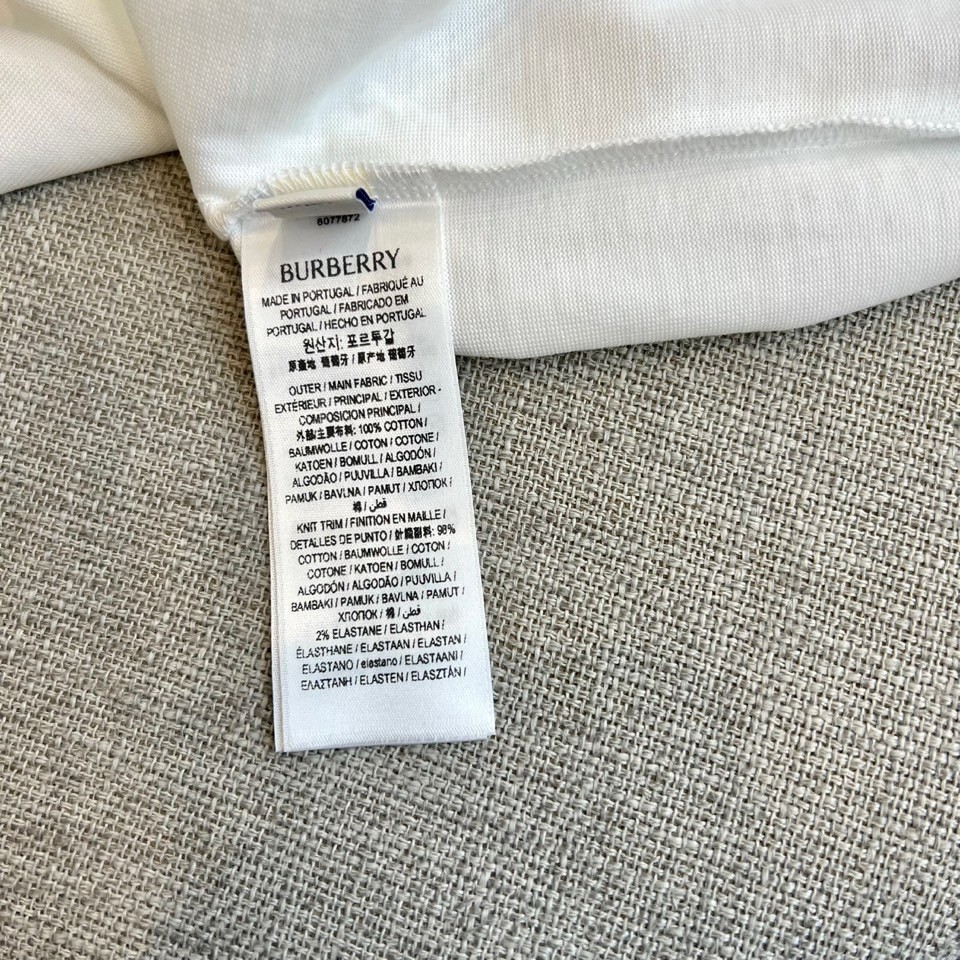 6077872
BURBERRY
MADE IN PORTUGAL / FABRIQUÉ AU
PORTUGAL / FABRICADO EM
PORTUGAL / HECHO EN PORTUGAL
원산지: 포르투갈
原產地 葡萄牙 / 原产地 葡萄牙
OUTER / MAIN FABRIC / TISSU
EXTÉRIEUR / PRINCIPAL / EXTERIOR -
COMPOSICION PRINCIPAL /
外部/主要布料: 100% COTTON /
BAUMWOLLE / COTON / COTONE /
KATOEN / BOMULL / ALGODÓN /
ALGODÃO / PUUVILLA / BAMBAKI /
PAMUK / BAVLNA / PAMUT / ХЛОПОК /
棉 / قطن /
KNIT TRIM / FINITION EN MAILLE /
DETALLES DE PUNTO / 針織副料: 98%
COTTON / BAUMWOLLE / COTON /
COTONE / KATOEN / BOMULL /
ALGODÓN / ALGODÃO / PUUVILLA /
BAMBAKI / PAMUK / BAVLNA / PAMUT /
ХЛОПОК / 棉 / قطن /
2% ELASTANE / ELASTHAN /
ÉLASTHANE / ELASTAAN / ELASTAN /
ELASTANO / elastano / ELASTAANI /
ΕΛΑΣΤΑΝΗ / ELASTEN / ELASZTÁN /